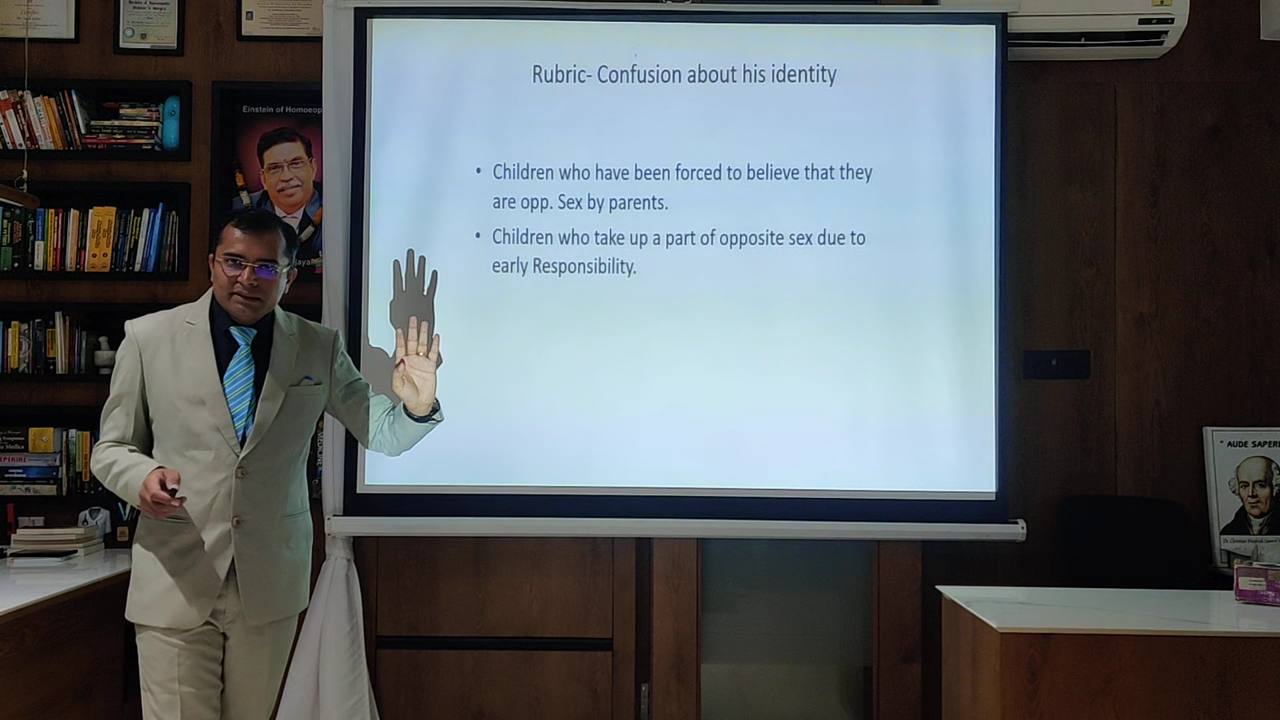 Rubric- Confusion about his identity
• Children who have been forced to believe that they
are opp. Sex by parents.
• Children who take up a part of opposite sex due to
early Responsibility.
Einstein of Homoeop
" AUDE SAPER